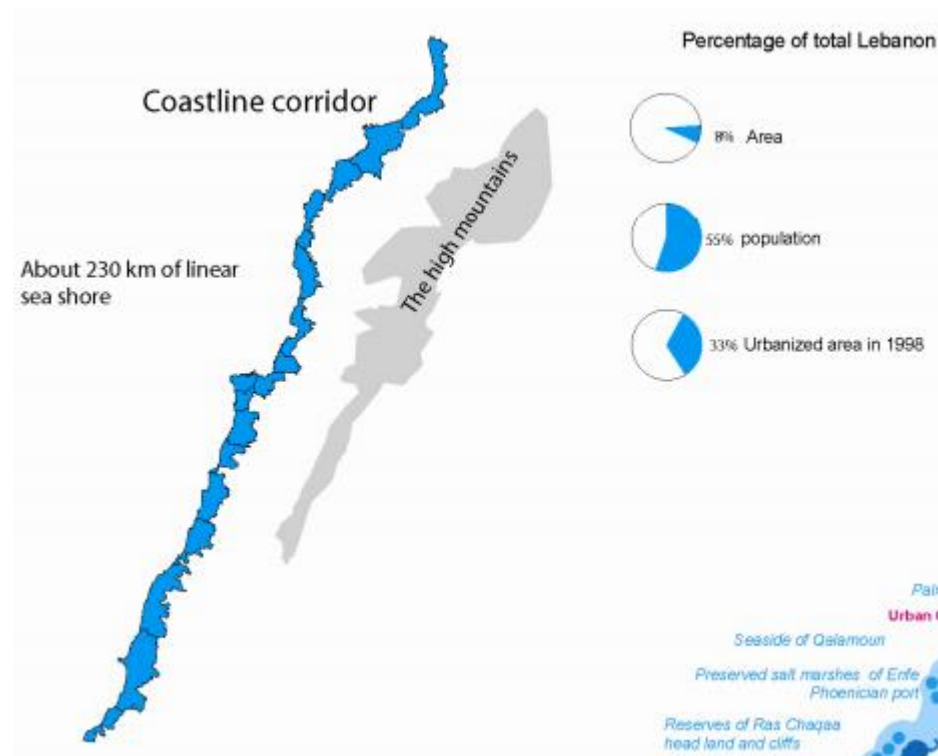 Percentage of total Lebanon
Coastline corridor
8% Area
The high mountains
55% population
About 230 km of linear
sea shore
33% Urbanized area in 1998
Urban
Seaside of Qalamoun
Preserved salt marshes of Enfe
Phoenician port
Reserves of Ras Chaqaa
head land and cliffs